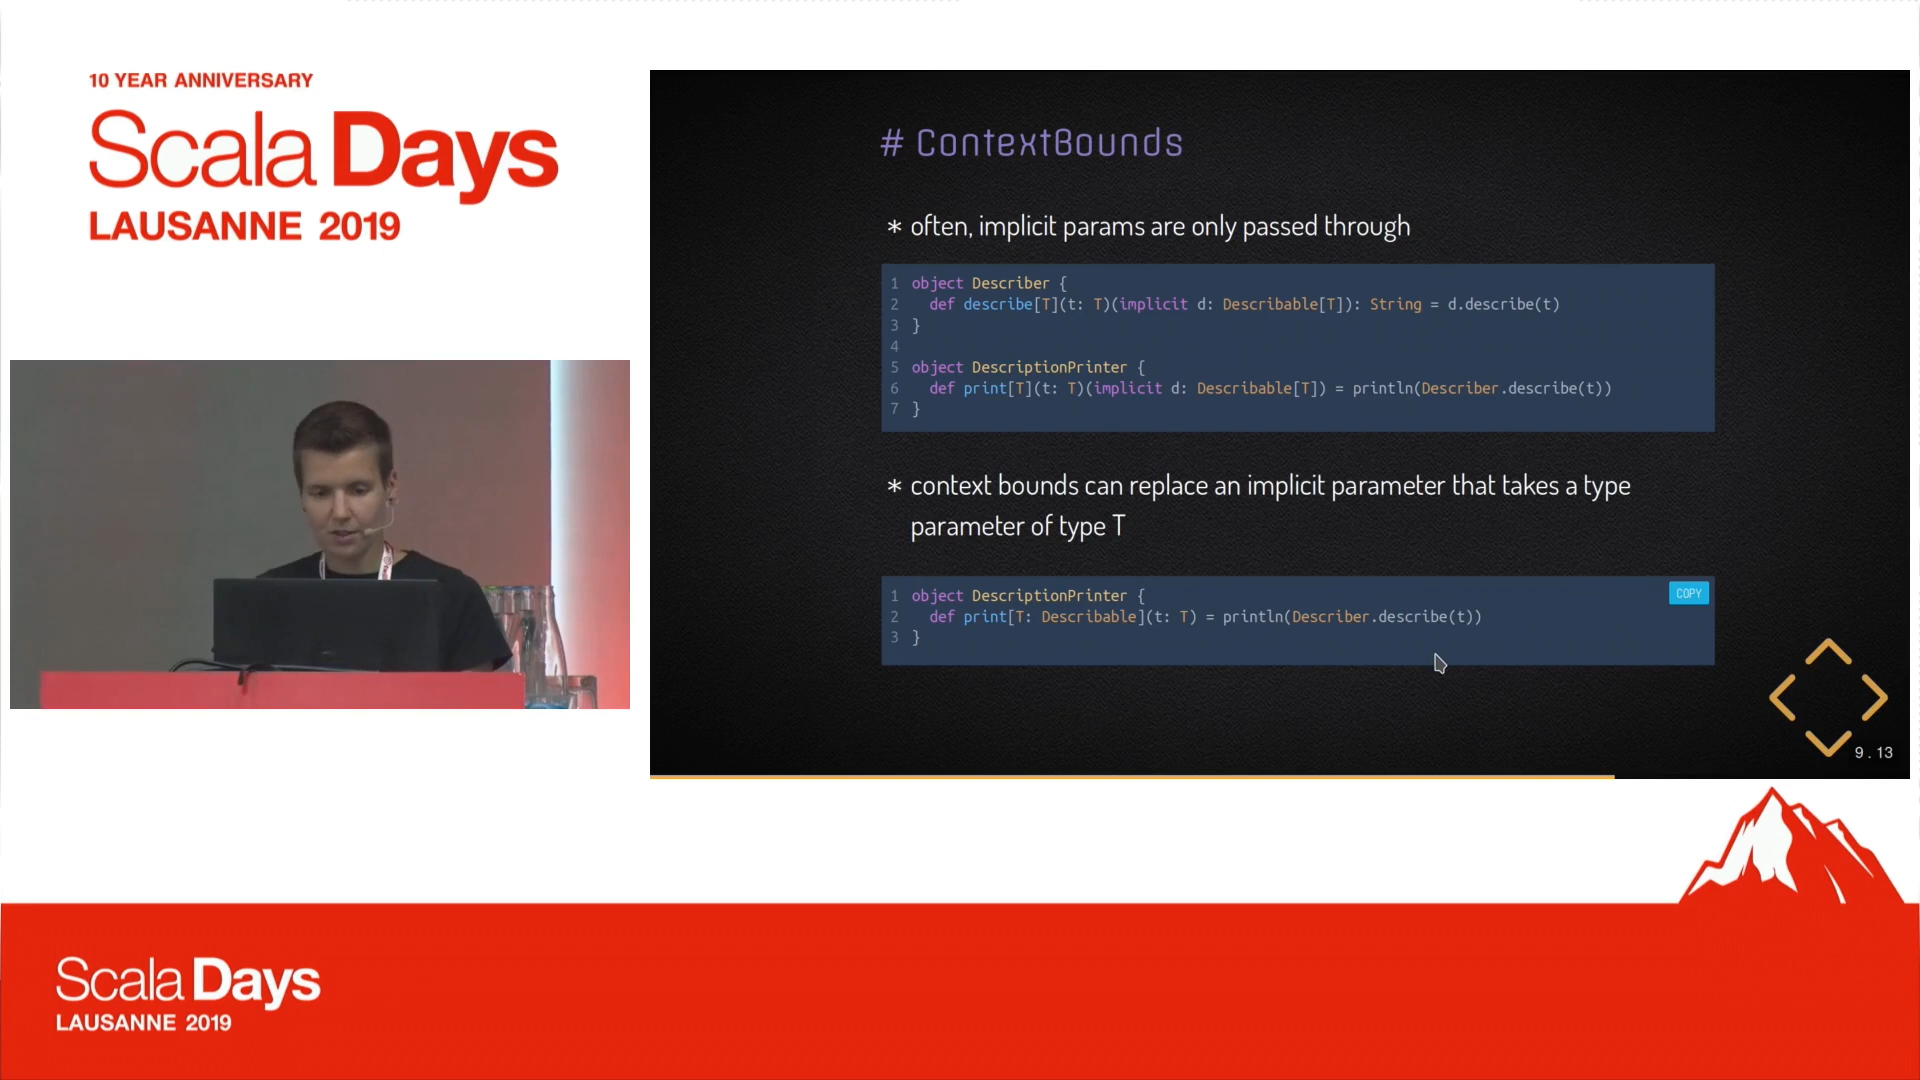 10 YEAR ANNIVERSARY
Scala Days
LAUSANNE 2019
# ContextBounds
* often, implicit params are only passed through
1 object Describer {
2   def describe[T](t: T)(implicit d: Describable[T]): String = d.describe(t)
3 }
4
5 object DescriptionPrinter {
6   def print[T](t: T)(implicit d: Describable[T]) = println(Describer.describe(t))
7 }
* context bounds can replace an implicit parameter that takes a type
parameter of type T
COPY
1 object DescriptionPrinter {
2   def print[T: Describable](t: T) = println(Describer.describe(t))
3 }
9.13
Scala Days
LAUSANNE 2019